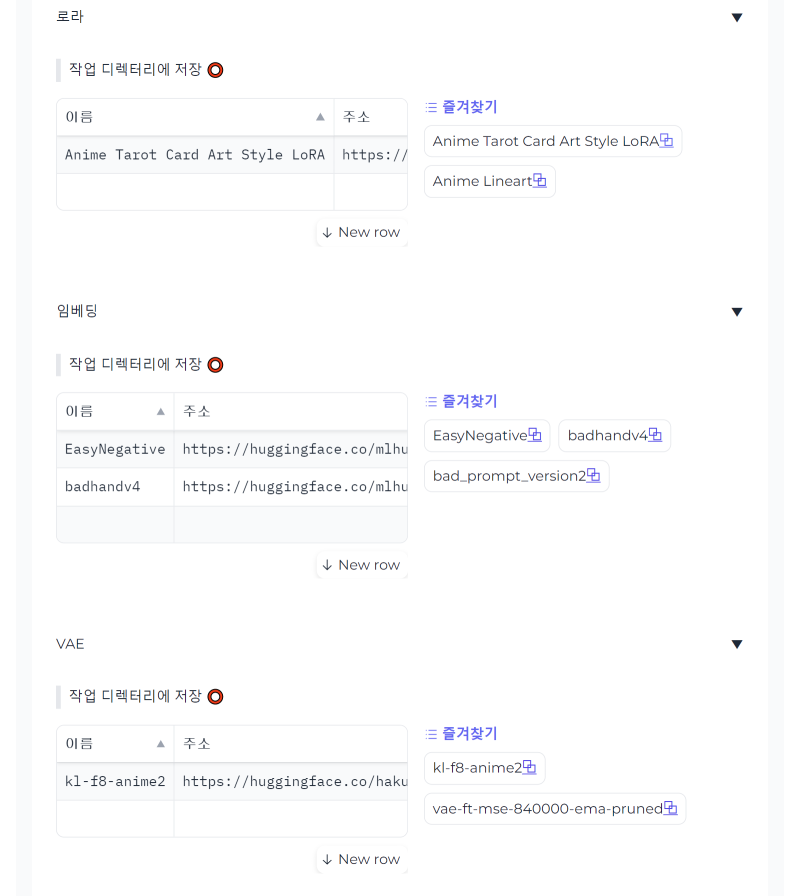 로라
작업 디렉터리에 저장
이름 주소
Anime Tarot Card Art Style LoRA https://
New row
즐겨찾기
Anime Tarot Card Art Style LoRA
Anime Lineart
임베딩
작업 디렉터리에 저장
이름 주소
EasyNegative https://huggingface.co/mlhu
badhandv4 https://huggingface.co/mlhu
New row
즐겨찾기
EasyNegative badhandv4
bad_prompt_version2
VAE
작업 디렉터리에 저장
이름 주소
kl-f8-anime2 https://huggingface.co/haku
New row
즐겨찾기
kl-f8-anime2
vae-ft-mse-840000-ema-pruned